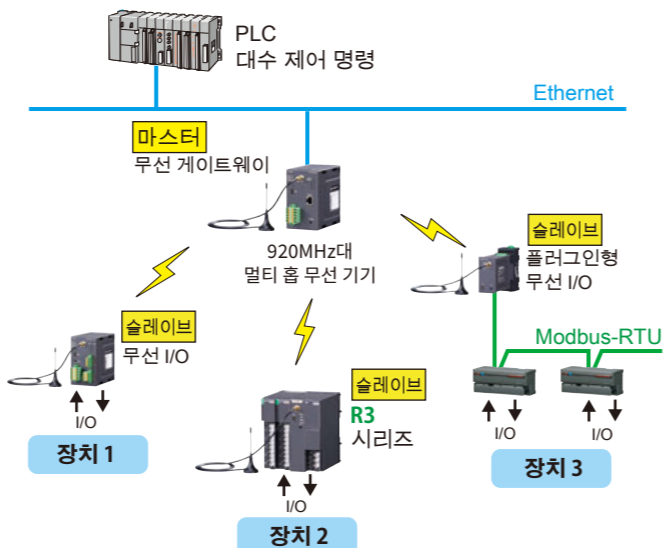 PLC
대수 제어 명령
Ethernet
마스터
무선 게이트웨이
920MHz대
멀티 홉 무선 기기
슬레이브
플러그인형
무선 I/O
Modbus-RTU
슬레이브
무선 I/O
슬레이브
R3
시리즈
I/O
장치 1
I/O
장치 2
I/O
I/O
장치 3